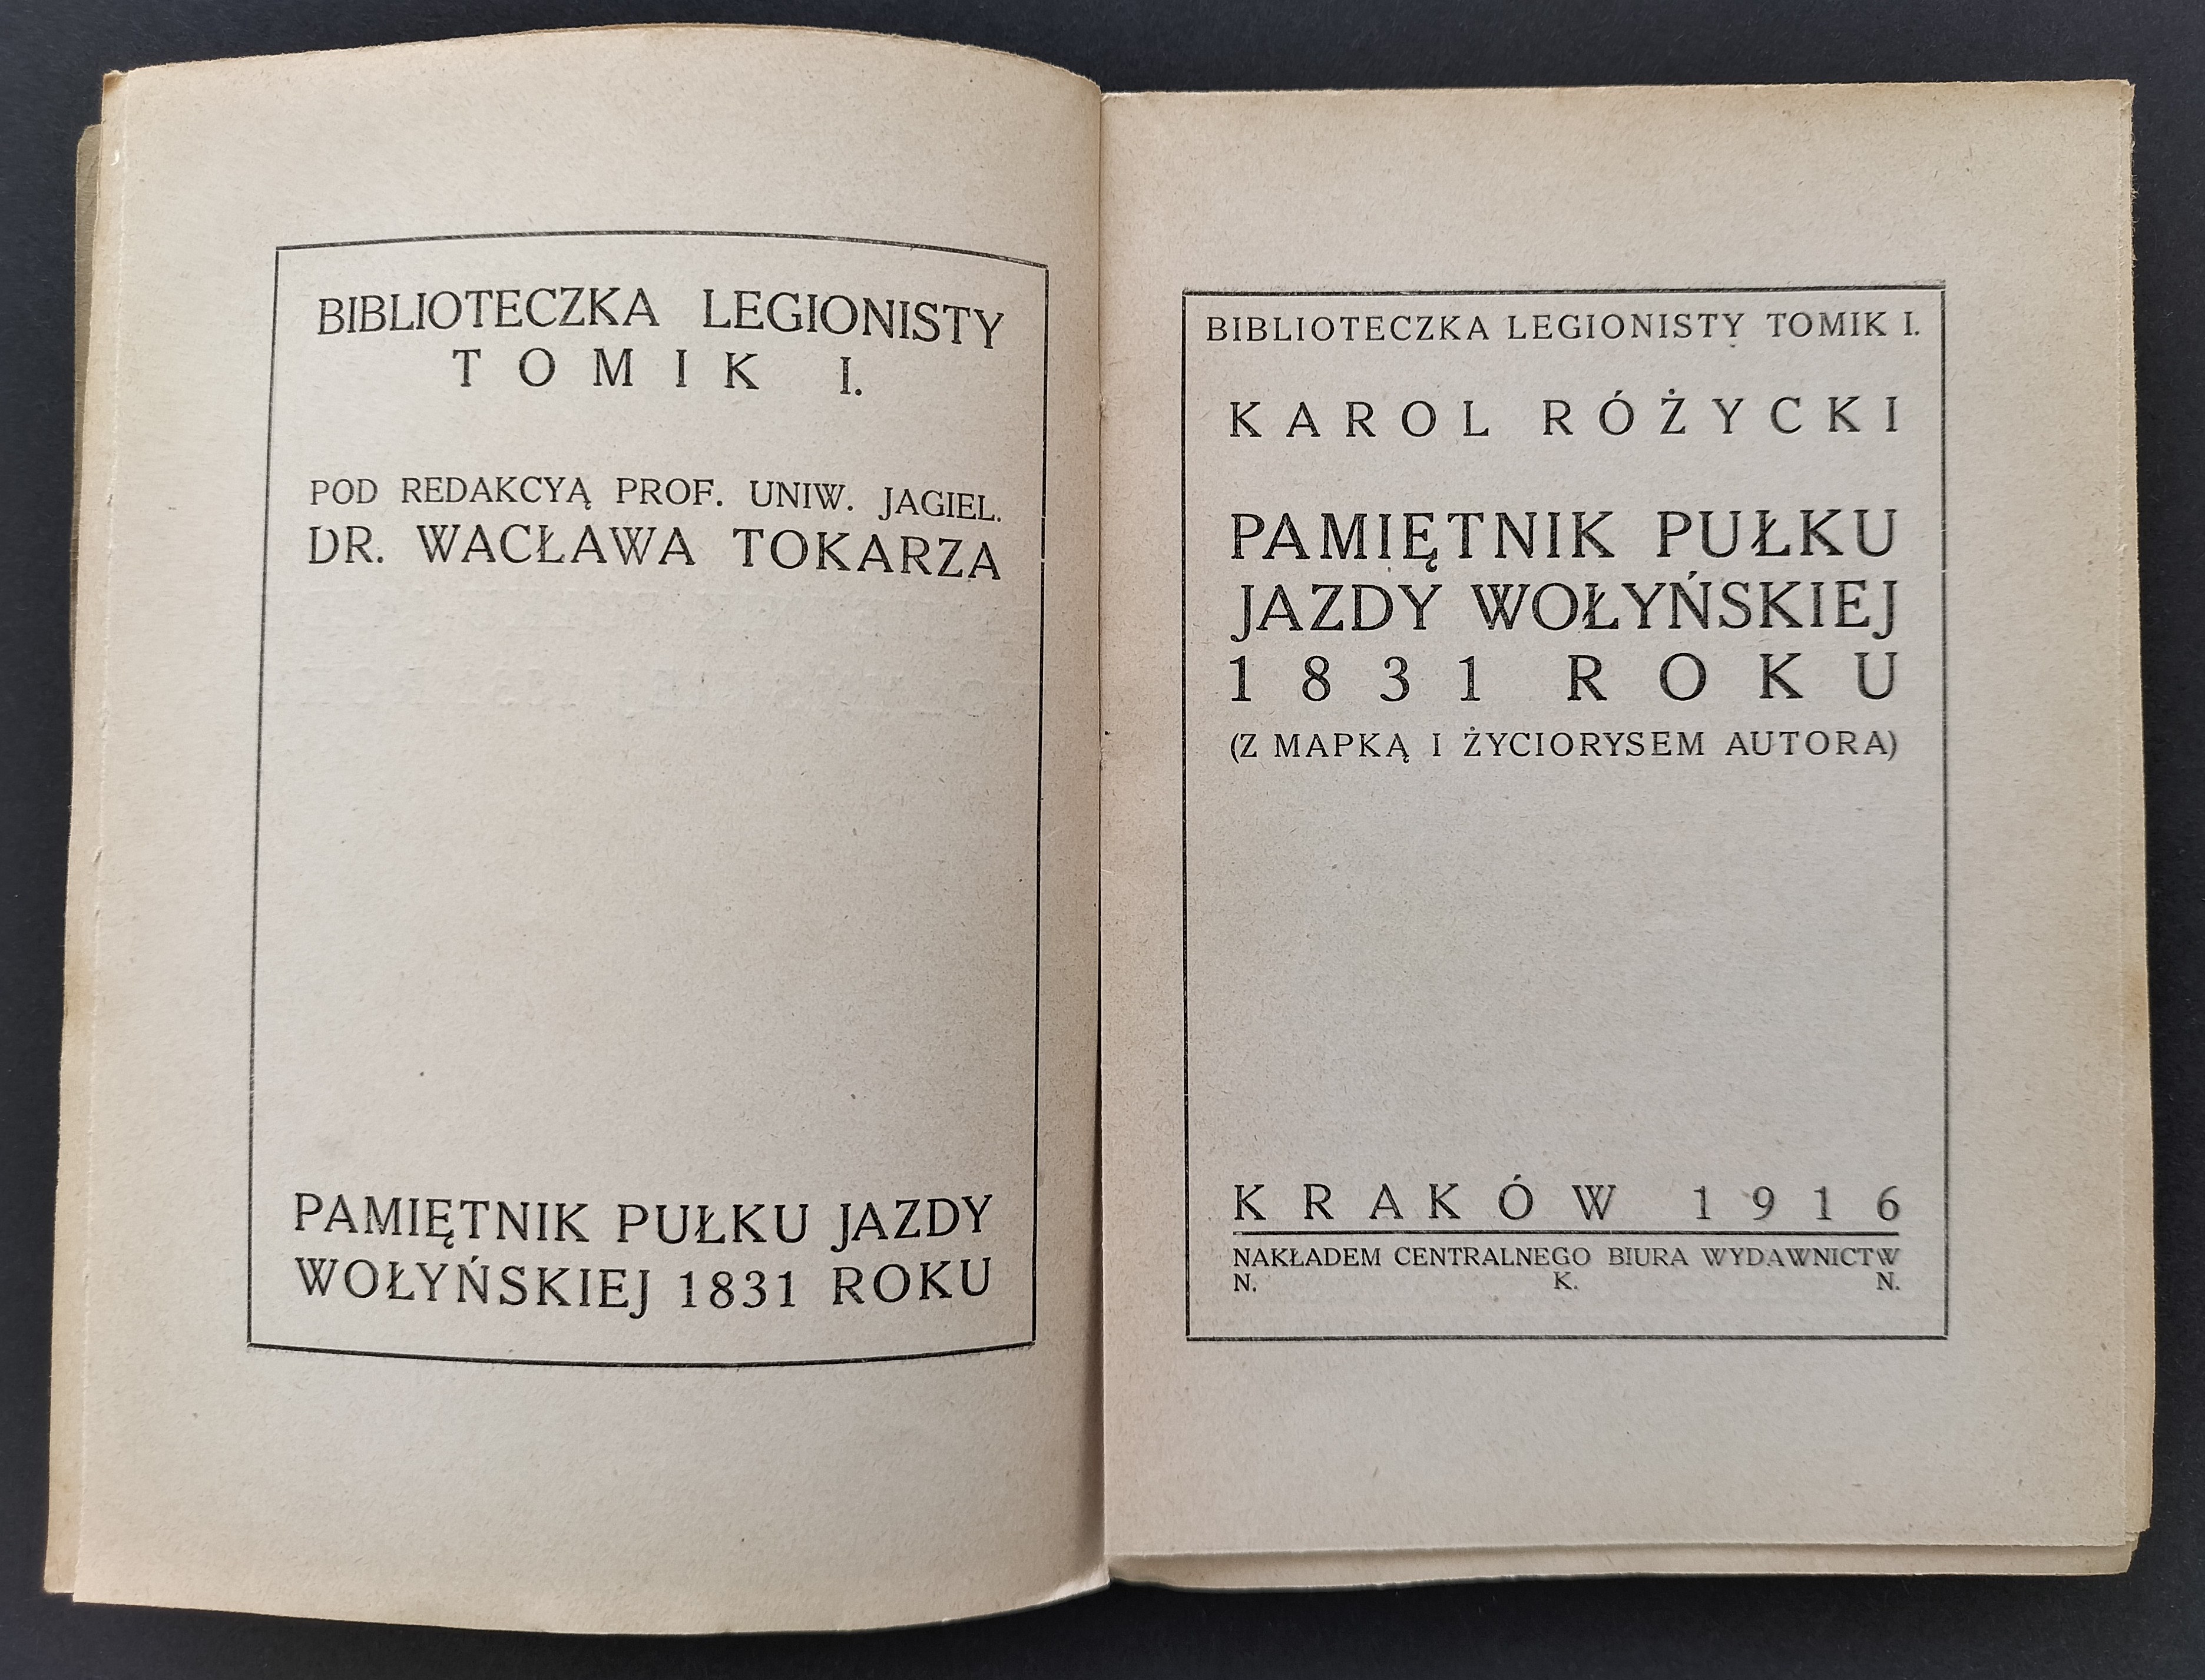 BIBLIOTECZKA LEGIONISTY
TOMIK I.
POD REDAKCYĄ PROF. UNIW. JAGIEL.
DR. WACŁAWA TOKARZA
PAMIĘTNIK PUŁKU JAZDY
WOŁYŃSKIEJ 1831 ROKU
BIBLIOTECZKA LEGIONISTY TOMIK I.
KAROL RÓŻYCKI
PAMIĘTNIK PUŁKU
JAZDY WOŁYŃSKIEJ
1831 ROKU
(Z MAPKĄ I ŻYCIORYSEM AUTORA)
KRAKÓW 1916
NAKŁADEM CENTRALNEGO BIURA WYDAWNICTW
N. K. N.